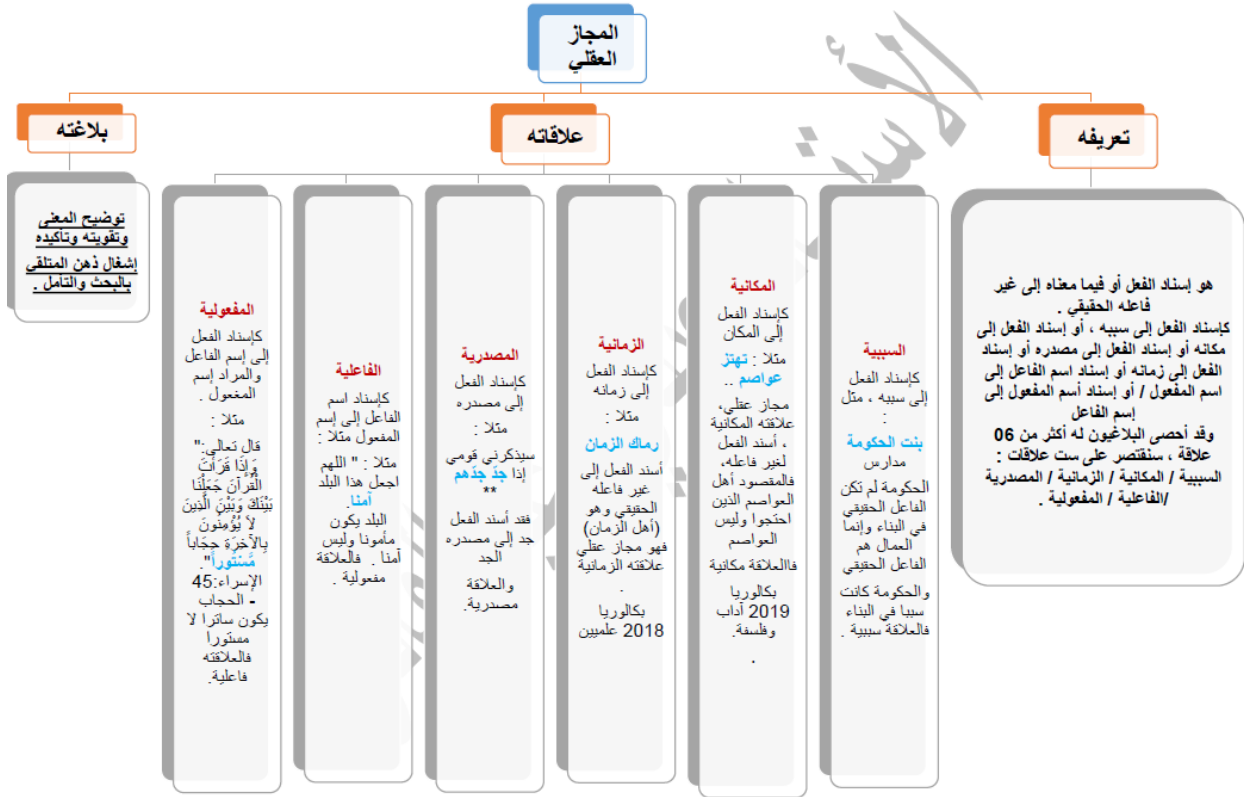 المجاز
العقلي
تعريفه
هو إسناد الفعل أو فيما معناه إلى غير
فاعله الحقيقي .
كإسناد الفعل إلى سببه ، أو إسناد الفعل إلى
مكانه أو إسناد الفعل إلى مصدره أو إسناد
الفعل إلى زمانه أو إسناد اسم الفاعل إلى
اسم المفعول / أو إسناد أسم المفعول إلى
إسم الفاعل
وقد أحصى البلاغيون له أكثر من 06
علاقة ، سنقتصر على ست علاقات :
السببية / المكانية / الزمانية / المصدرية
/الفاعلية / المفعولية .
علاقاته
السببية
كإسناد الفعل
إلى سببه ، مثل
:
بنت الحكومة
مدارس
الحكومة لم تكن
الفاعل الحقيقي
في البناء وإنما
العمال هم
الفاعل الحقيقي
والحكومة كانت
سببا في البناء
فالعلاقة سببية .
المكانية
كإسناد الفعل
إلى المكان
مثلا : تهتز
عواصم ..
مجاز عقلي،
علاقته المكانية
، أسند الفعل
لغير فاعله،
فالمقصود أهل
العواصم الذين
احتجوا وليس
العواصم
فاالعلاقة مكانية
بكالوريا
2019 آداب
وفلسفة.
.
الزمانية
كإسناد الفعل
إلى زمانه
مثلا :
رماك الزمان
أسند الفعل إلى
غير فاعله
الحقيقي وهو
(أهل الزمان)
فهو مجاز عقلي
علاقته الزمانية
.
بكالوريا
2018 علميين
المصدرية
كإسناد الفعل
إلى مصدره
مثلا :
سيذكرني قومي
إذا جدّ جدّهم
**
فقد أسند الفعل
جد إلى مصدره
الجد
والعلاقة
مصدرية.
الفاعلية
كإسناد اسم
الفاعل إلى إسم
المفعول مثلا :
مثلا : " اللهم
اجعل هذا البلد
آمنا.
البلد يكون
مأمونا وليس
آمنا . فالعلاقة
مفعولية .
المفعولية
كإسناد الفعل
إلى إسم الفاعل
والمراد إسم
المفعول .
مثلا :
قال تعالى:"
وَإِذَا قَرَأْتَ
الْقُرآنَ جَعَلْنَا
بَيْنَكَ وَبَيْنَ الَّذِينَ
لاَ يُؤْمِنُونَ
بِالآخِرَةِ حِجَاباً
مَّسْتُوراً".
الإسراء:45
- الحجاب
يكون ساترا لا
مستورا
فالعلاقته
فاعلية.
بلاغته
توضيح المعنى
وتقويته وتأكيده
إشغال ذهن المتلقي
بالبحث والتأمل .